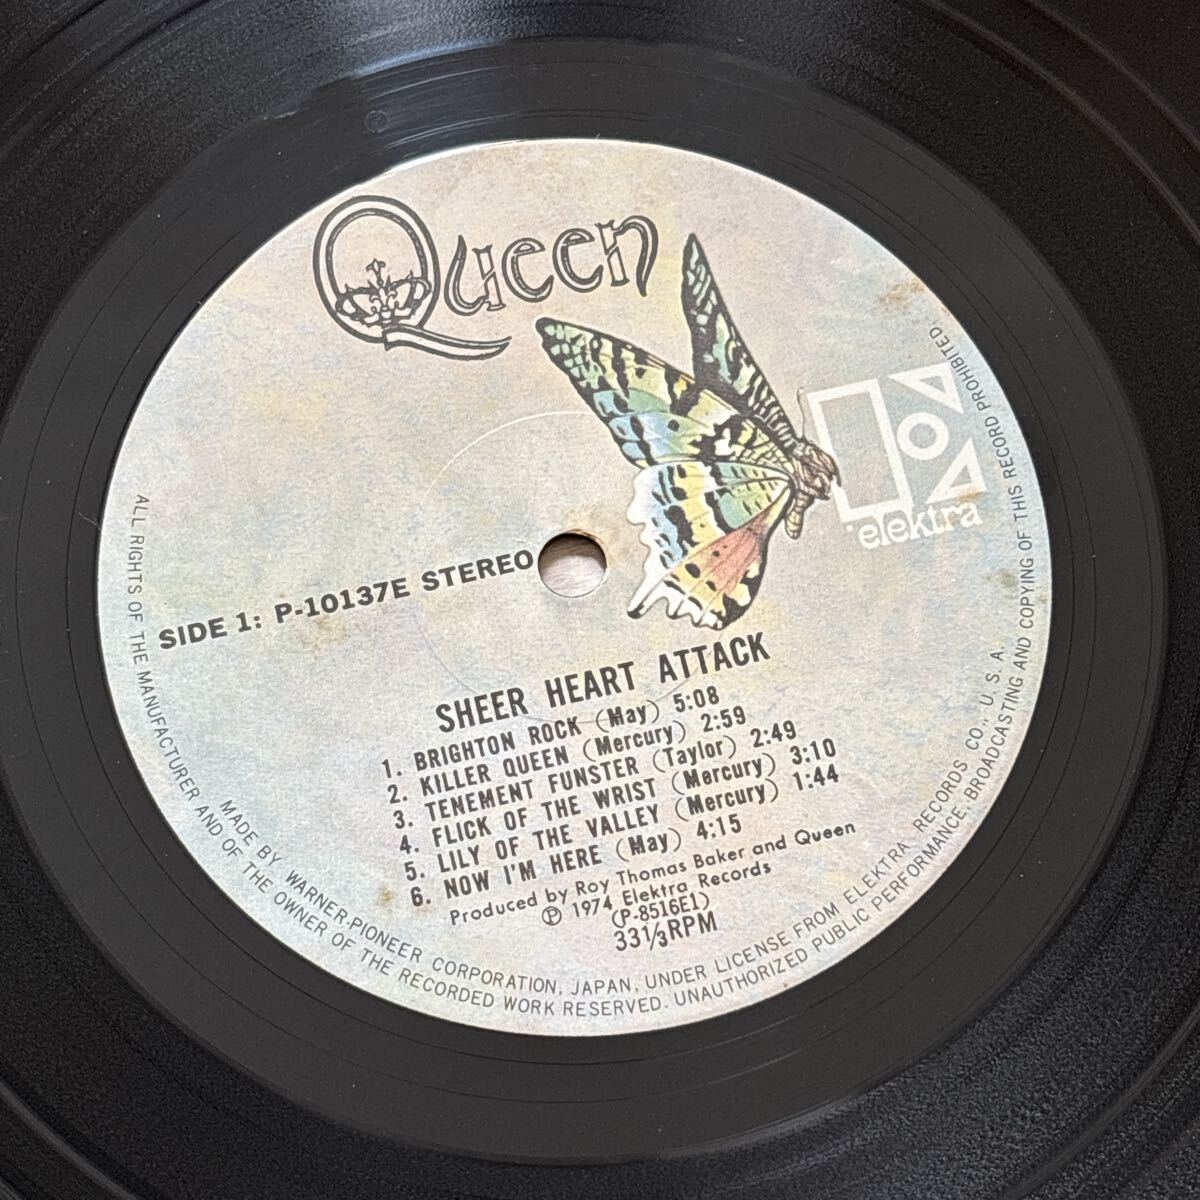 Queen
elektra
SIDE 1: P-10137E STEREO
SHEER HEART ATTACK
1. BRIGHTON ROCK (May) 5:08
2. KILLER QUEEN (Mercury) 2:59
3. TENEMENT FUNSTER (Taylor) 2:49
4. FLICK OF THE WRIST (Mercury) 3:10
5. LILY OF THE VALLEY (Mercury) 1:44
6. NOW I'M HERE (May) 4:15
Produced by Roy Thomas Baker and Queen
Ⓟ 1974 Elektra Records
(P-8516E1)
33⅓RPM
MADE BY WARNER-PIONEER CORPORATION, JAPAN, UNDER LICENSE FROM ELEKTRA RECORDS CO., U.S.A.
ALL RIGHTS OF THE MANUFACTURER AND OF THE OWNER OF THE RECORDED WORK RESERVED. UNAUTHORIZED PUBLIC PERFORMANCE, BROADCASTING AND COPYING OF THIS RECORD PROHIBITED.